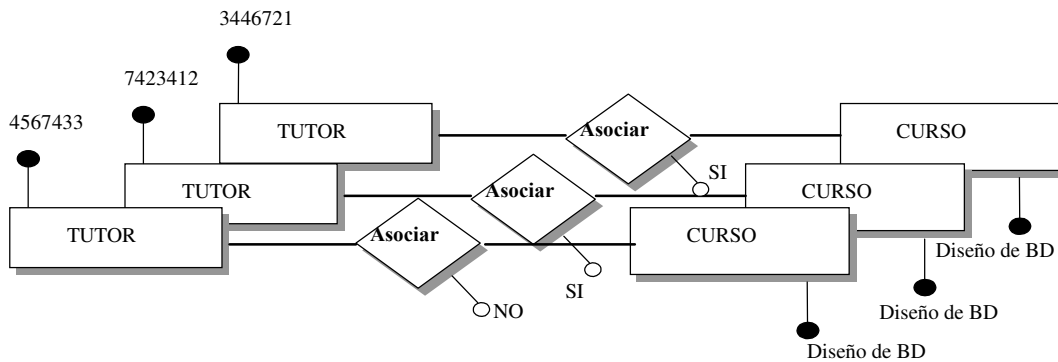 3446721
7423412
4567433
TUTOR
Asociar
CURSO
SI
TUTOR
Asociar
CURSO
TUTOR
Asociar
CURSO
Diseño de BD
SI
NO
Diseño de BD
Diseño de BD